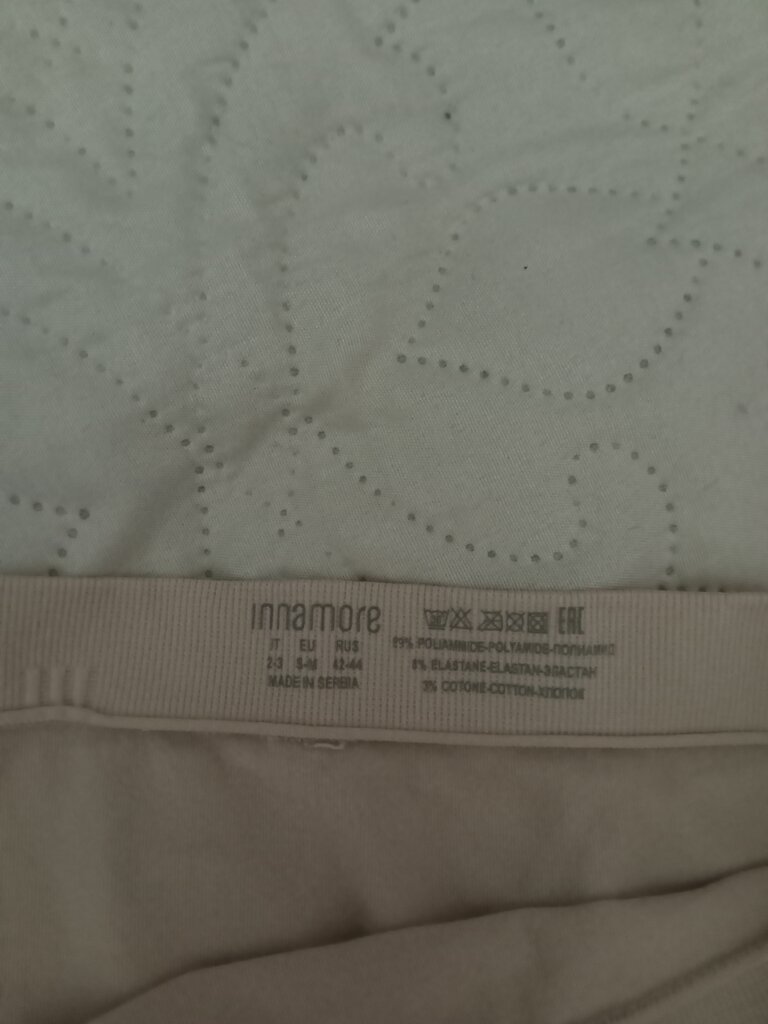 innamore
IT EU RUS
2-3 S-M 42-44
MADE IN SERBIA
EAC
89% POLIAMMIDE-POLYAMIDE-ПОЛИАМИД
8% ELASTANE-ELASTAN-ЭЛАСТАН
3% COTONE-COTTON-ХЛОПОК